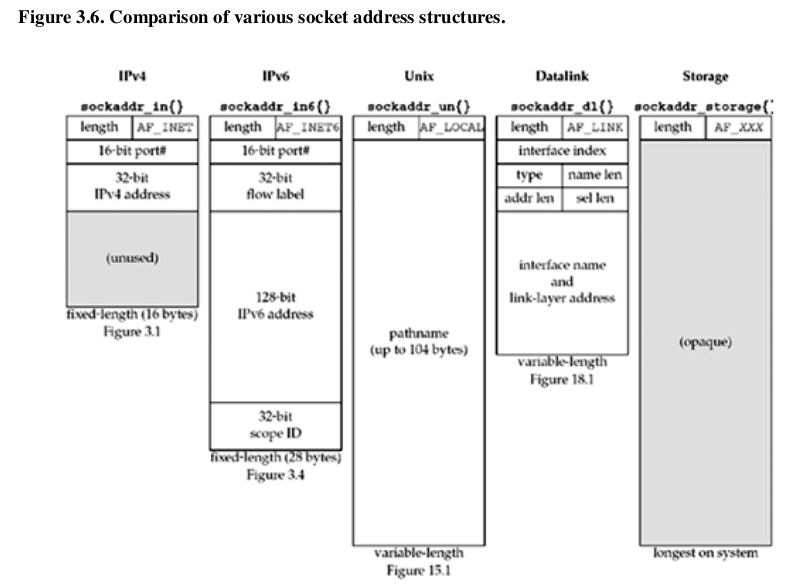 Figure 3.6. Comparison of various socket address structures.
IPv4
sockaddr_in{}
length AF_INET
16-bit port#
32-bit
IPv4 address
(unused)
fixed-length (16 bytes)
Figure 3.1
IPv6
sockaddr_in6{}
length AF_INET6
16-bit port#
32-bit
flow label
128-bit
IPv6 address
32-bit
scope ID
fixed-length (28 bytes)
Figure 3.4
Unix
sockaddr_un{}
length AF_LOCAL
pathname
(up to 104 bytes)
variable-length
Figure 15.1
Datalink
sockaddr_dl{}
length AF_LINK
interface index
type name len
addr len sel len
interface name
and
link-layer address
variable-length
Figure 18.1
Storage
sockaddr_storage{}
length AF_XXX
(opaque)
longest on system